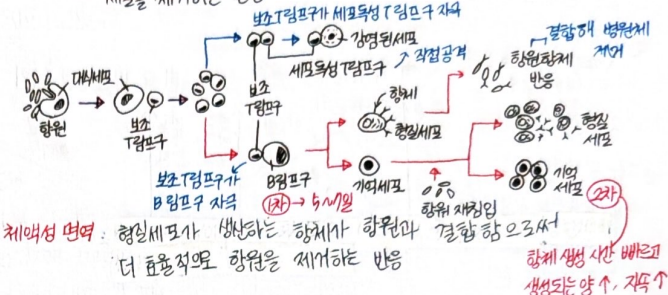 보조T림프구가 세포독성 T림프구 자극
감염된세포
세포독성T림프구
직접공격
결합해 병원체
제거
항원항체
반응
대식세포
항원
보조
T림프구
보조
T림프구
항체
형질세포
형질
세포
보조T림프구가
B림프구 자극
B림프구
1차
기억세포
항원 재침입
기억
세포
2차
체액성 면역 : 형질세포가 생산하는 항체가 항원과 결합함으로써
더 효율적으로 항원을 제거하는 반응
항체 생성 시간 빠르고
생성되는 양↑, 지속↑